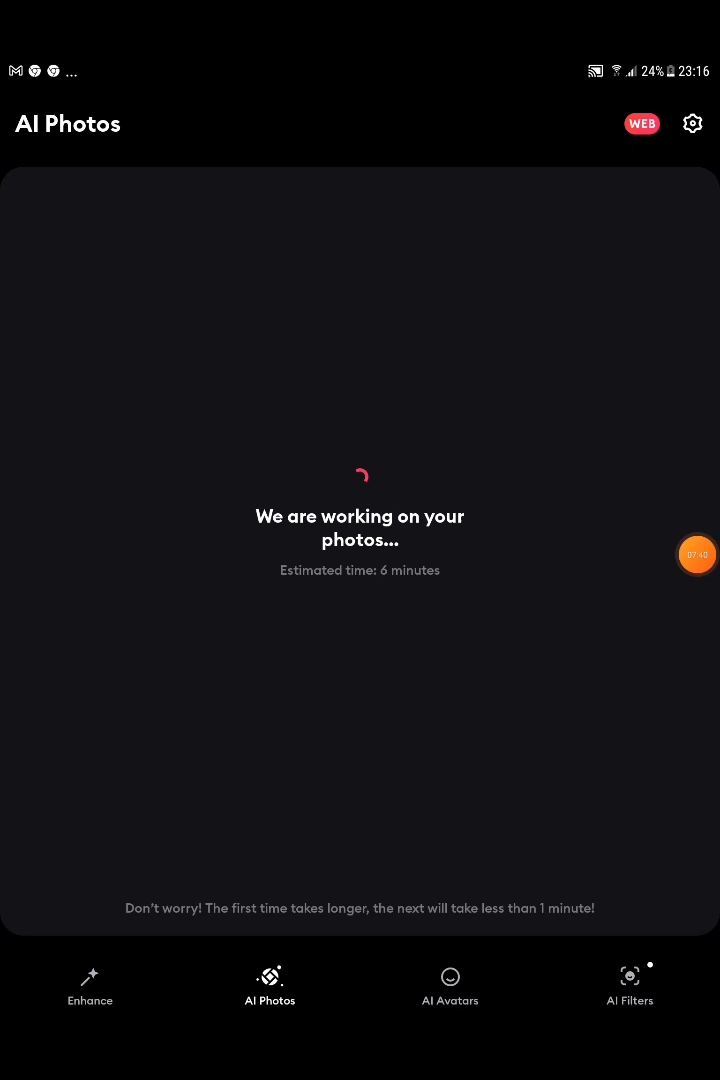 ... 24% 23:16
AI Photos WEB
We are working on your
photos...
Estimated time: 6 minutes
07:40
Don't worry! The first time takes longer, the next will take less than 1 minute!
Enhance AI Photos AI Avatars AI Filters